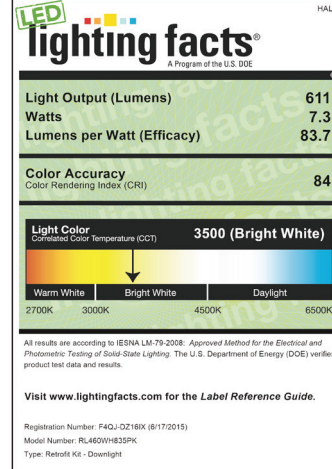 HAL
LED
lighting facts®
A Program of the U.S. DOE
Light Output (Lumens) 611
Watts 7.3
Lumens per Watt (Efficacy) 83.7
Color Accuracy 84
Color Rendering Index (CRI)
Light Color
Correlated Color Temperature (CCT) 3500 (Bright White)
Warm White Bright White Daylight
2700K 3000K 4500K 6500K
All results are according to IESNA LM-79-2008: Approved Method for the Electrical and
Photometric Testing of Solid-State Lighting. The U.S. Department of Energy (DOE) verifie
product test data and results.
Visit www.lightingfacts.com for the Label Reference Guide.
Registration Number: F4QJ-DZ16IX (6/17/2015)
Model Number: RL460WH835PK
Type: Retrofit Kit - Downlight